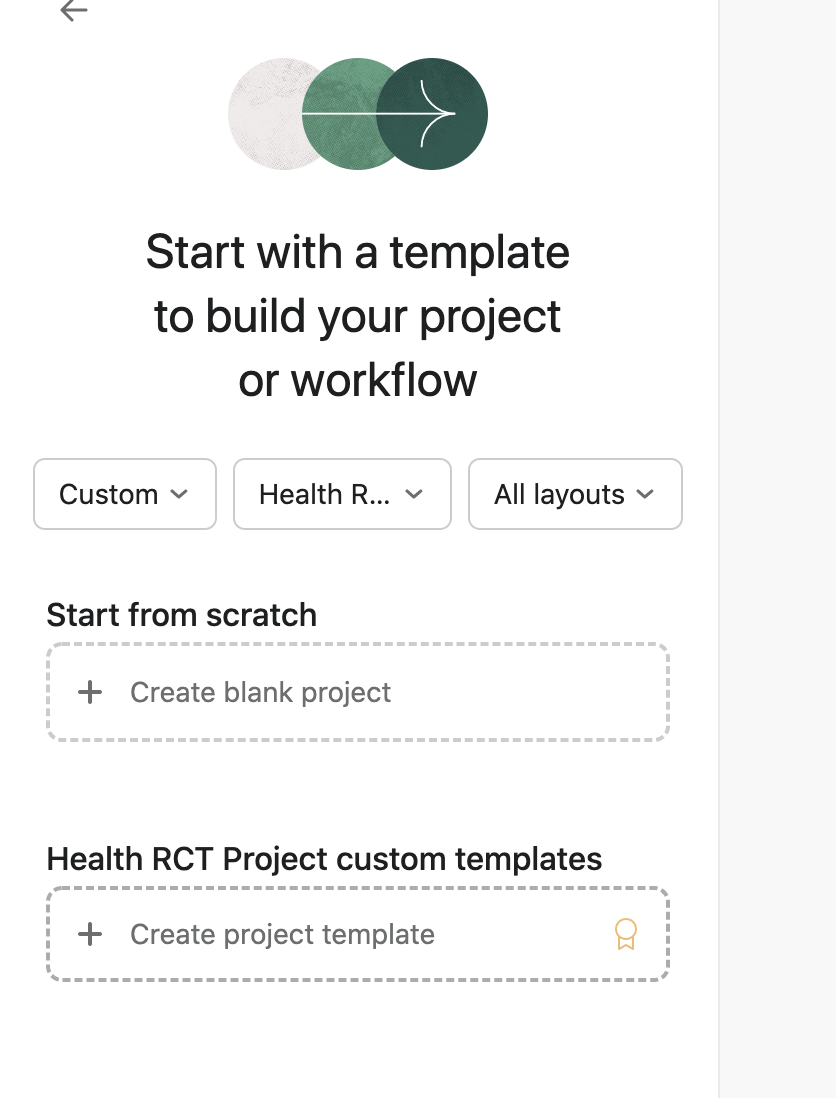 Start with a template
to build your project
or workflow
Custom
Health R...
All layouts
Start from scratch
Create blank project
Health RCT Project custom templates
Create project template